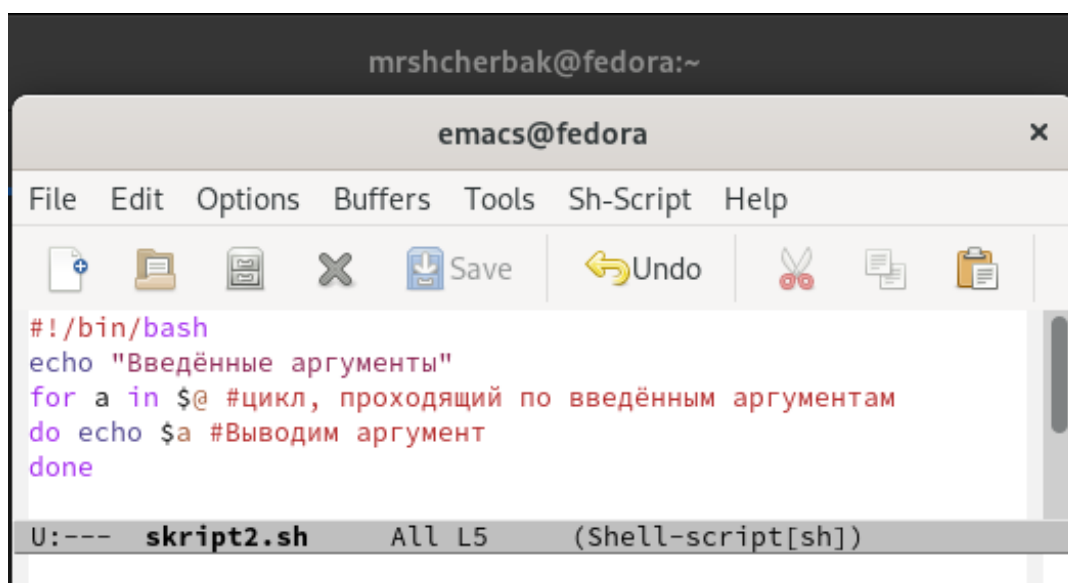 mrshcherbak@fedora:~
emacs@fedora ×
File Edit Options Buffers Tools Sh-Script Help
Save Undo
#!/bin/bash
echo "Введённые аргументы"
for a in $@ #цикл, проходящий по введённым аргументам
do echo $a #Выводим аргумент
done
U:--- skript2.sh All L5 (Shell-script[sh])